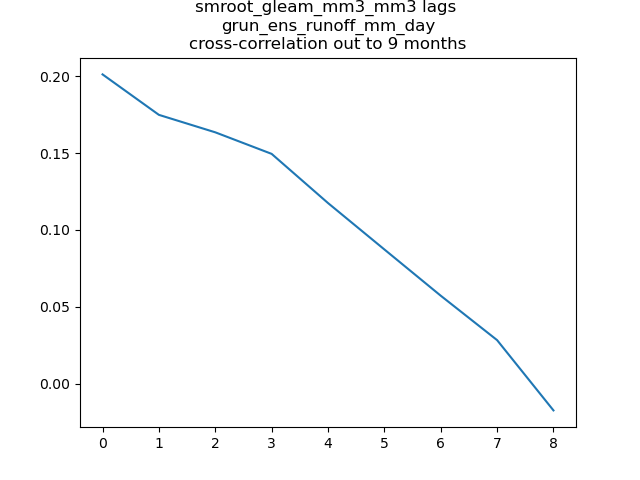 smroot_gleam_mm3_mm3 lags
grun_ens_runoff_mm_day
cross-correlation out to 9 months
0.20
0.15
0.10
0.05
0.00
0 1 2 3 4 5 6 7 8